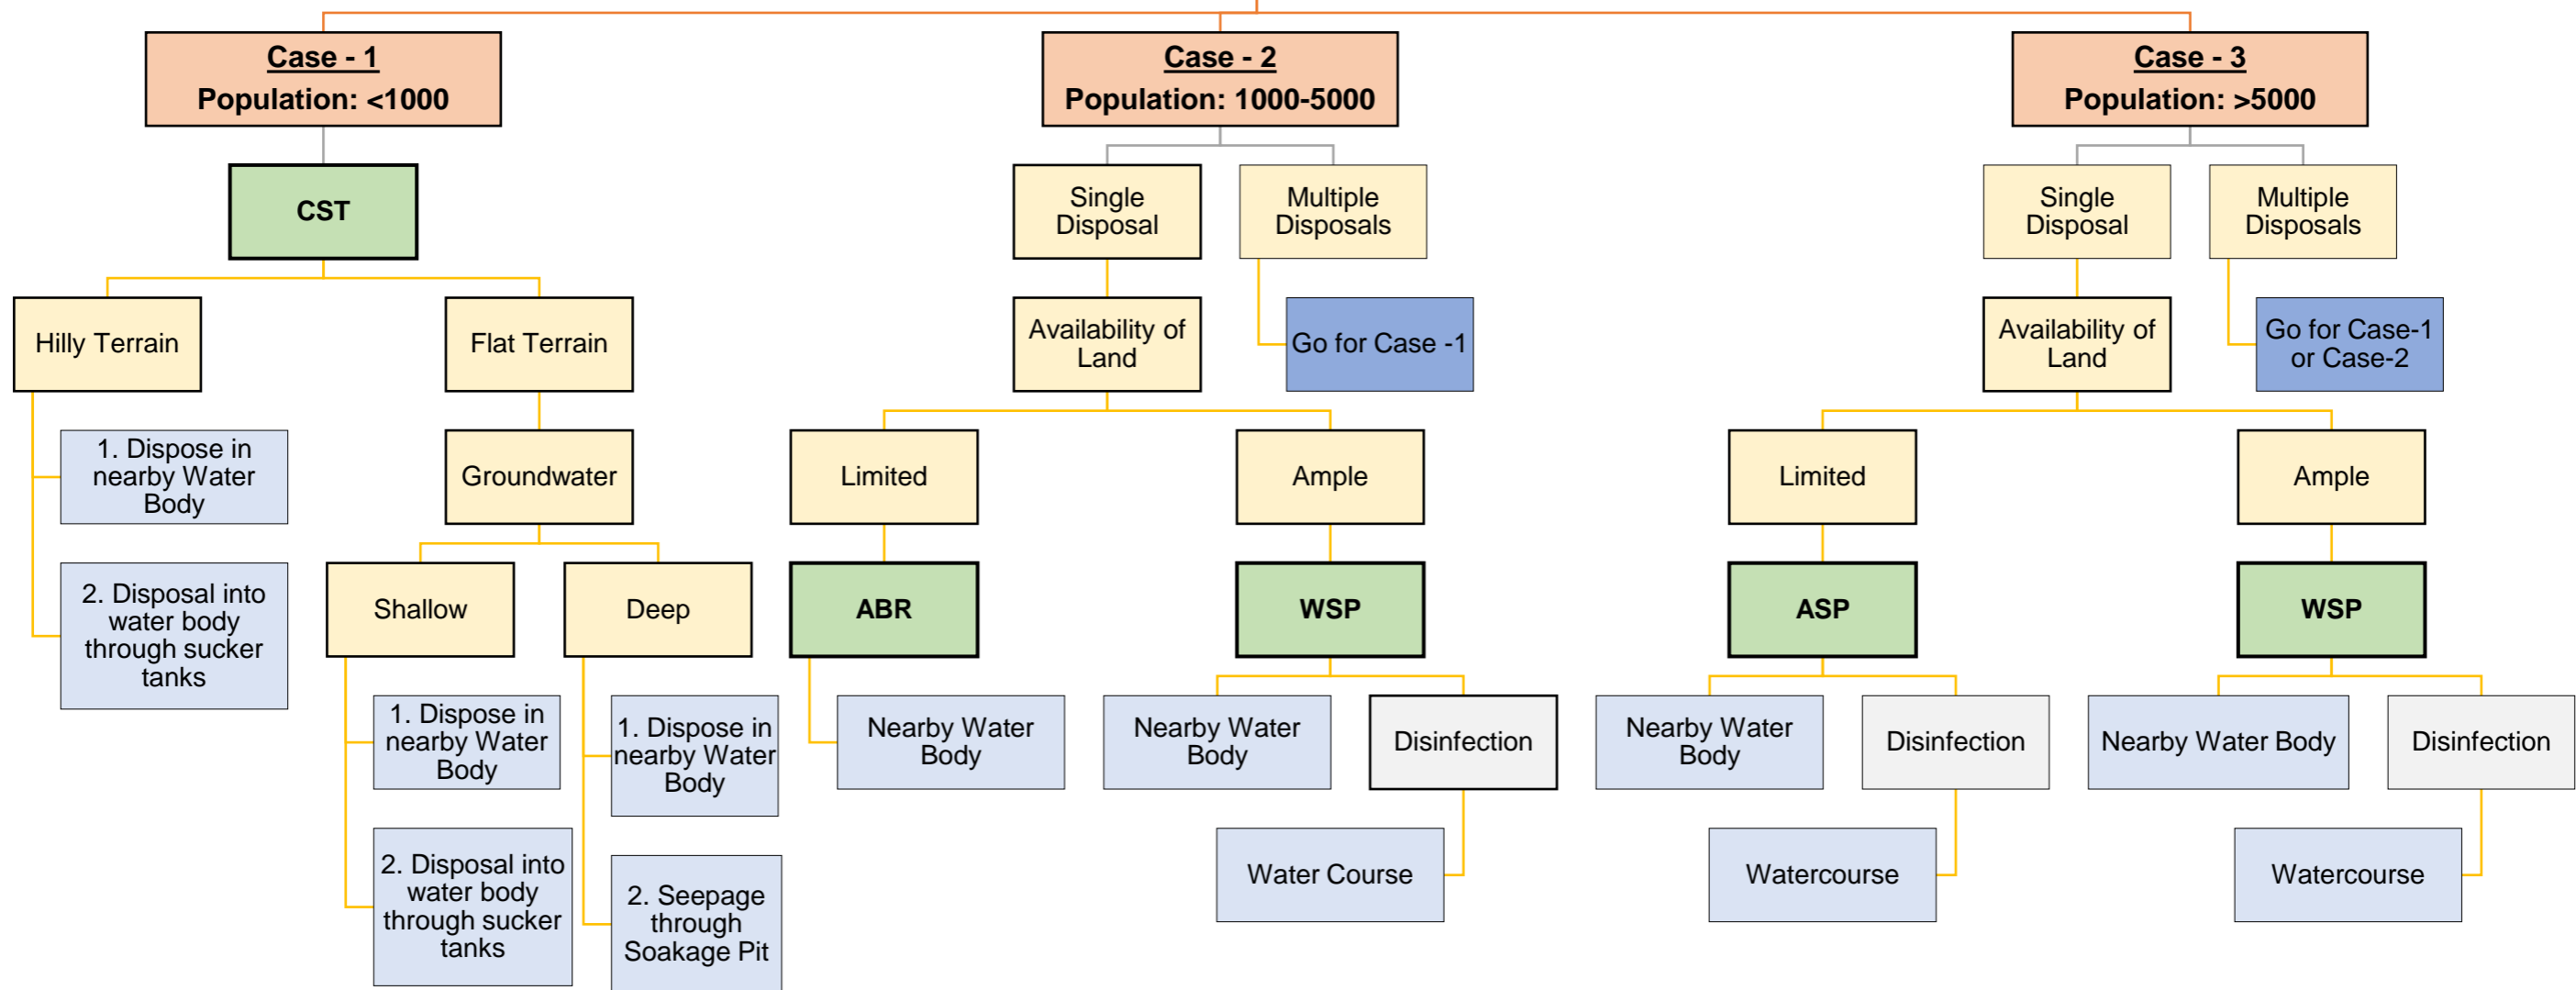 Case - 1
Population: <1000
Case - 2
Population: 1000-5000
Case - 3
Population: >5000
CST
Single
Disposal
Multiple
Disposals
Single
Disposal
Multiple
Disposals
Hilly Terrain
Flat Terrain
Availability of
Land
Go for Case -1
Availability of
Land
Go for Case-1
or Case-2
1. Dispose in
nearby Water
Body
Groundwater
Limited
Ample
Limited
Ample
2. Disposal into
water body
through sucker
tanks
Shallow
Deep
ABR
WSP
ASP
WSP
1. Dispose in
nearby Water
Body
1. Dispose in
nearby Water
Body
Nearby Water
Body
Nearby Water
Body
Disinfection
Nearby Water
Body
Disinfection
Nearby Water Body
Disinfection
2. Disposal into
water body
through sucker
tanks
2. Seepage
through
Soakage Pit
Water Course
Watercourse
Watercourse